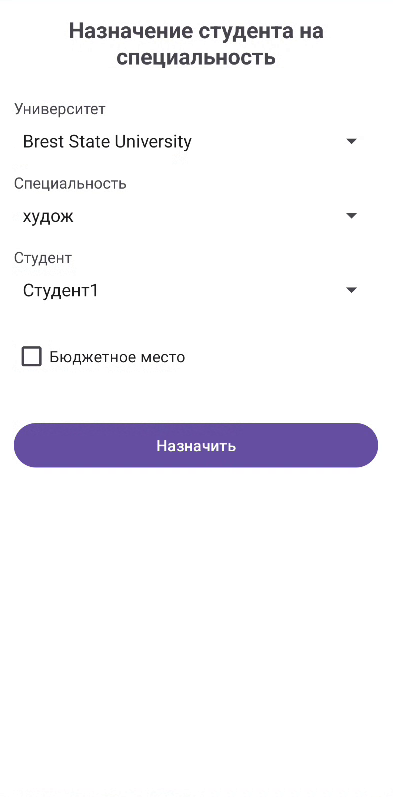 Назначение студента на
специальность
Университет
Brest State University
Специальность
худож
Студент
Студент1
Бюджетное место
Назначить